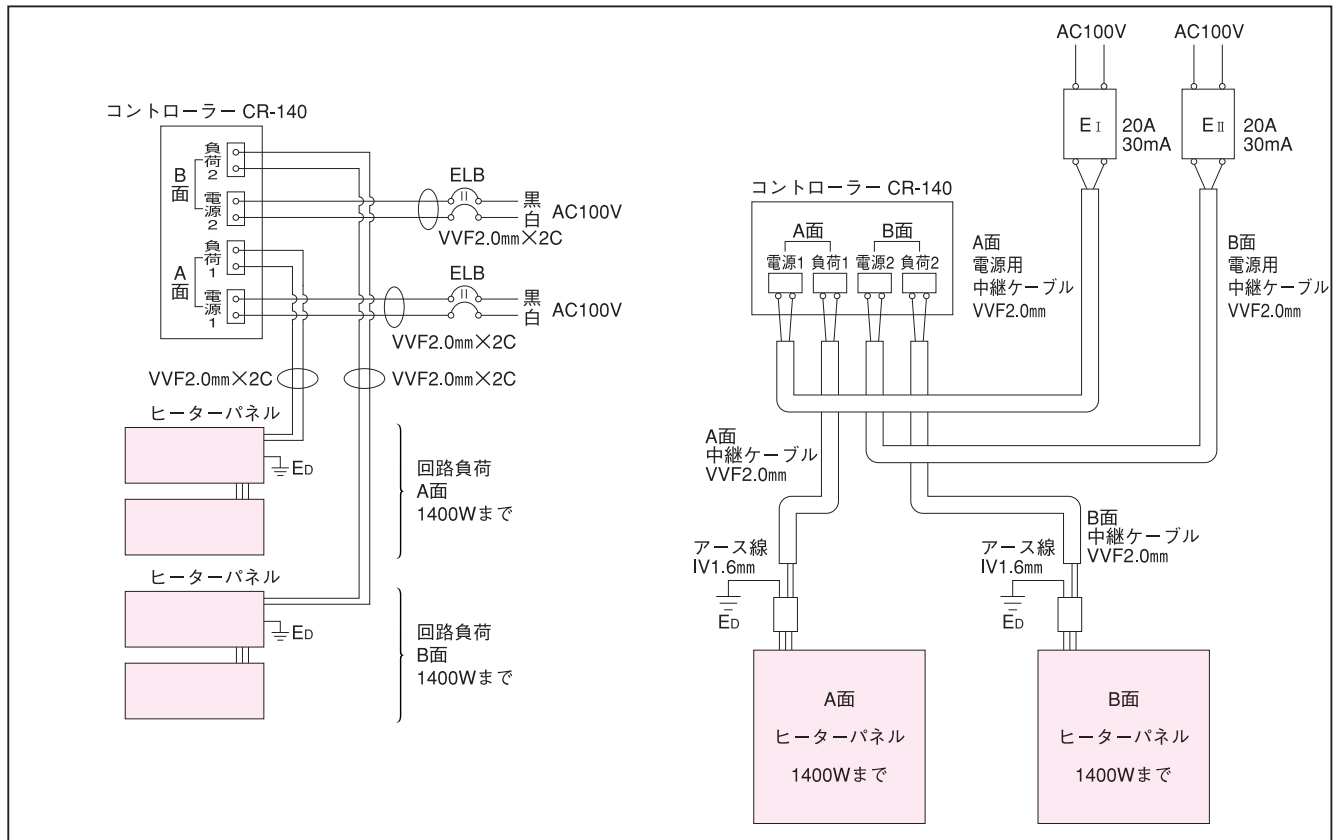 コントローラー CR-140
B面
負荷2
電源2
A面
負荷1
電源1
ELB
黒
白
AC100V
VVF2.0mm×2C
ELB
黒
白
AC100V
VVF2.0mm×2C
VVF2.0mm×2C
VVF2.0mm×2C
ヒーターパネル
ED
回路負荷
A面
1400Wまで
ヒーターパネル
ED
回路負荷
B面
1400Wまで
AC100V
AC100V
EⅠ
20A
30mA
EⅡ
20A
30mA
コントローラー CR-140
A面
B面
電源1
負荷1
電源2
負荷2
A面
電源用
中継ケーブル
VVF2.0mm
B面
電源用
中継ケーブル
VVF2.0mm
A面
中継ケーブル
VVF2.0mm
B面
中継ケーブル
VVF2.0mm
アース線
IV1.6mm
ED
アース線
IV1.6mm
ED
A面
ヒーターパネル
1400Wまで
B面
ヒーターパネル
1400Wまで